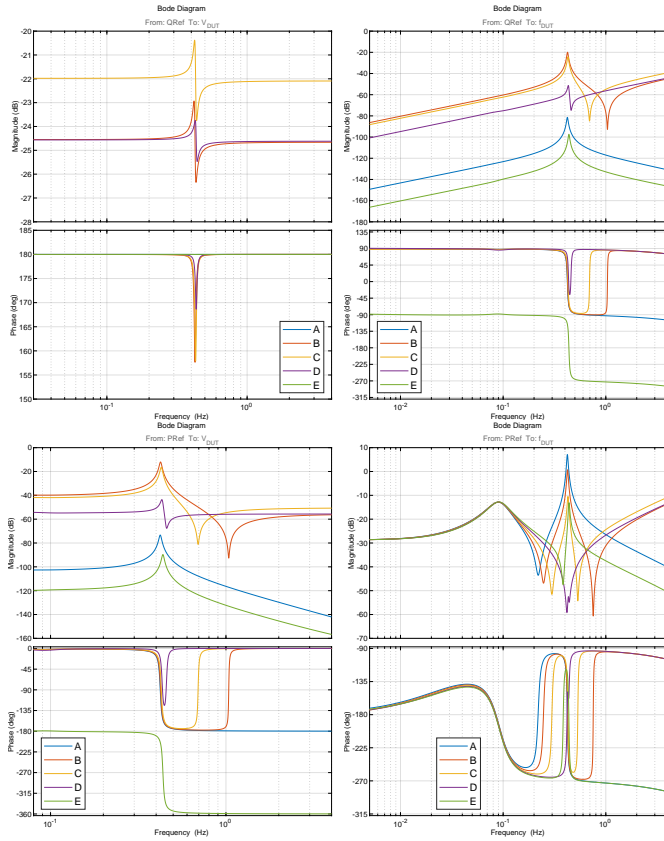 Bode Diagram
From: QRef To: V_DUT
Magnitude (dB)
-20
-21
-22
-23
-24
-25
-26
-27
-28
Phase (deg)
185
180
175
170
165
160
155
150
A
B
C
D
E
10^-1
10^0
Frequency (Hz)
Bode Diagram
From: QRef To: f_DUT
Magnitude (dB)
0
-20
-40
-60
-80
-100
-120
-140
-160
-180
Phase (deg)
135
90
45
0
-45
-90
-135
-180
-225
-270
-315
A
B
C
D
E
10^-2
10^-1
10^0
Frequency (Hz)
Bode Diagram
From: PRef To: V_DUT
Magnitude (dB)
0
-20
-40
-60
-80
-100
-120
-140
-160
Phase (deg)
0
-45
-90
-135
-180
-225
-270
-315
-360
A
B
C
D
E
10^-1
10^0
Frequency (Hz)
Bode Diagram
From: PRef To: f_DUT
Magnitude (dB)
10
0
-10
-20
-30
-40
-50
-60
-70
Phase (deg)
-90
-135
-180
-225
-270
-315
A
B
C
D
E
10^-2
10^-1
10^0
Frequency (Hz)